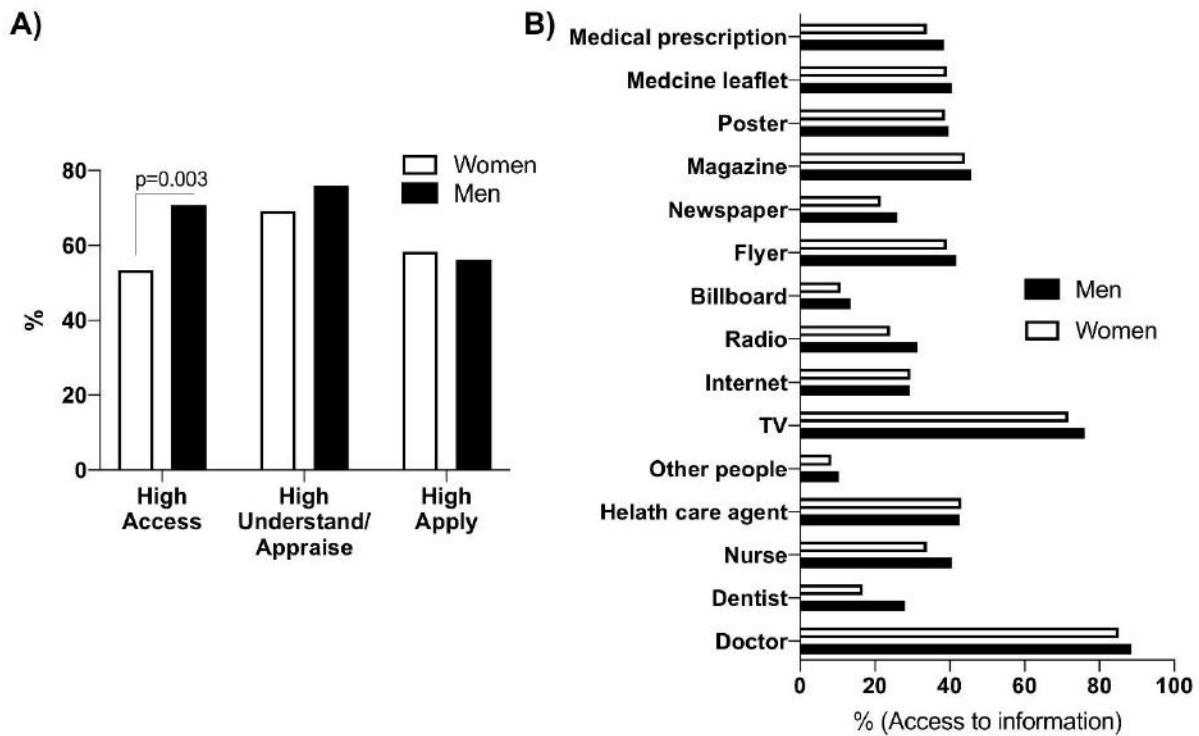 A)
80
60
40
20
0
%
p=0.003
Women
Men
High
Access
High
Understand/
Appraise
High
Apply
B)
Medical prescription
Medcine leaflet
Poster
Magazine
Newspaper
Flyer
Billboard
Radio
Internet
TV
Other people
Helath care agent
Nurse
Dentist
Doctor
Men
Women
0 20 40 60 80 100
% (Access to information)